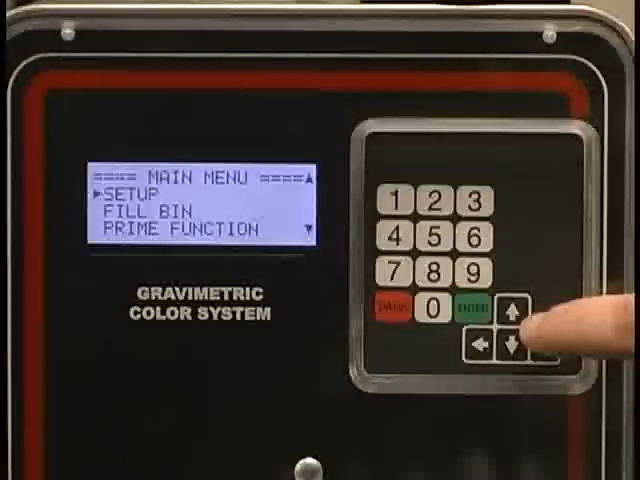 ==== MAIN MENU ====▲
▶SETUP
FILL BIN
PRIME FUNCTION ▼
GRAVIMETRIC
COLOR SYSTEM
1 2 3
4 5 6
7 8 9
0